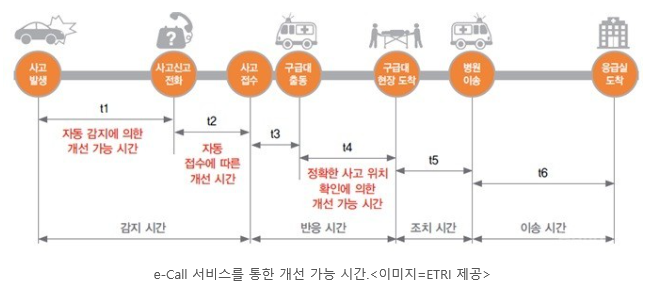 사고
발생
사고신고
전화
사고
접수
구급대
출동
구급대
현장 도착
병원
이송
응급실
도착
?
t1
자동 감지에 의한
개선 가능 시간
t2
자동
접수에 따른
개선 시간
t3
t4
정확한 사고 위치
확인에 의한
개선 가능 시간
t5
t6
감지 시간
반응 시간
조치 시간
이송 시간
e-Call 서비스를 통한 개선 가능 시간.<이미지=ETRI 제공>